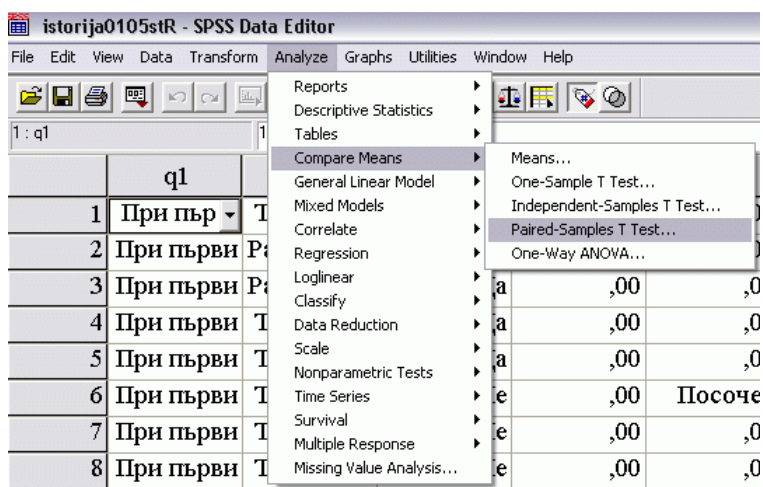 istorija0105stR - SPSS Data Editor
File Edit View Data Transform Analyze Graphs Utilities Window Help
1 : q1
Reports
Descriptive Statistics
Tables
Compare Means
General Linear Model
Mixed Models
Correlate
Regression
Loglinear
Classify
Data Reduction
Scale
Nonparametric Tests
Time Series
Survival
Multiple Response
Missing Value Analysis...
Means...
One-Sample T Test...
Independent-Samples T Test...
Paired-Samples T Test...
One-Way ANOVA...
q1
1 При пър
2 При първи
3 При първи ,00
4 При първи ,00
5 При първи ,00
6 При първи ,00 Посоче
7 При първи ,00
8 При първи ,00